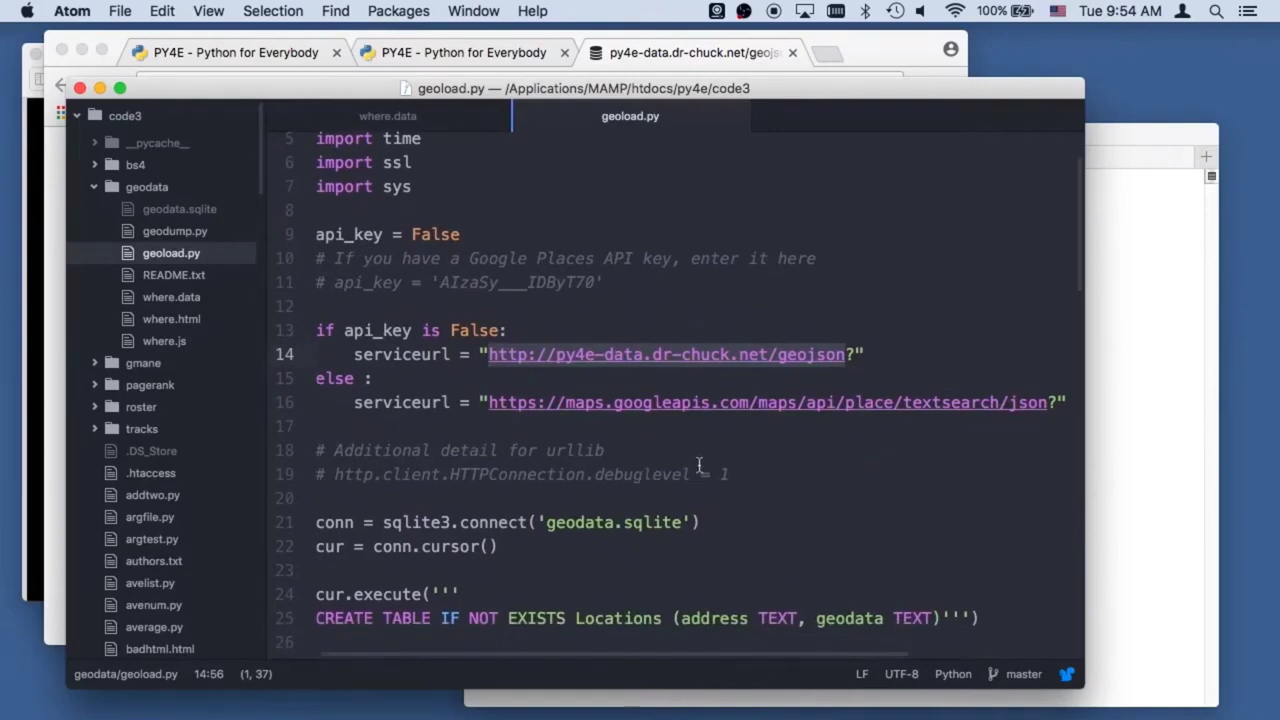 Atom File Edit View Selection Find Packages Window Help 100% Tue 9:54 AM
PY4E - Python for Everybody PY4E - Python for Everybody py4e-data.dr-chuck.net/geojs
geoload.py — /Applications/MAMP/htdocs/py4e/code3
code3
__pycache__
bs4
geodata
geodata.sqlite
geodump.py
geoload.py
README.txt
where.data
where.html
where.js
gmane
pagerank
roster
tracks
.DS_Store
.htaccess
addtwo.py
argfile.py
argtest.py
authors.txt
avelist.py
avenum.py
average.py
badhtml.html
where.data geoload.py
5 import time
6 import ssl
7 import sys
8
9 api_key = False
10 # If you have a Google Places API key, enter it here
11 # api_key = 'AIzaSy___IDByT70'
12
13 if api_key is False:
14 serviceurl = "http://py4e-data.dr-chuck.net/geojson?"
15 else :
16 serviceurl = "https://maps.googleapis.com/maps/api/place/textsearch/json?"
17
18 # Additional detail for urllib
19 # http.client.HTTPConnection.debuglevel = 1
20
21 conn = sqlite3.connect('geodata.sqlite')
22 cur = conn.cursor()
23
24 cur.execute('''
25 CREATE TABLE IF NOT EXISTS Locations (address TEXT, geodata TEXT)''')
26
geodata/geoload.py 14:56 (1, 37) LF UTF-8 Python master